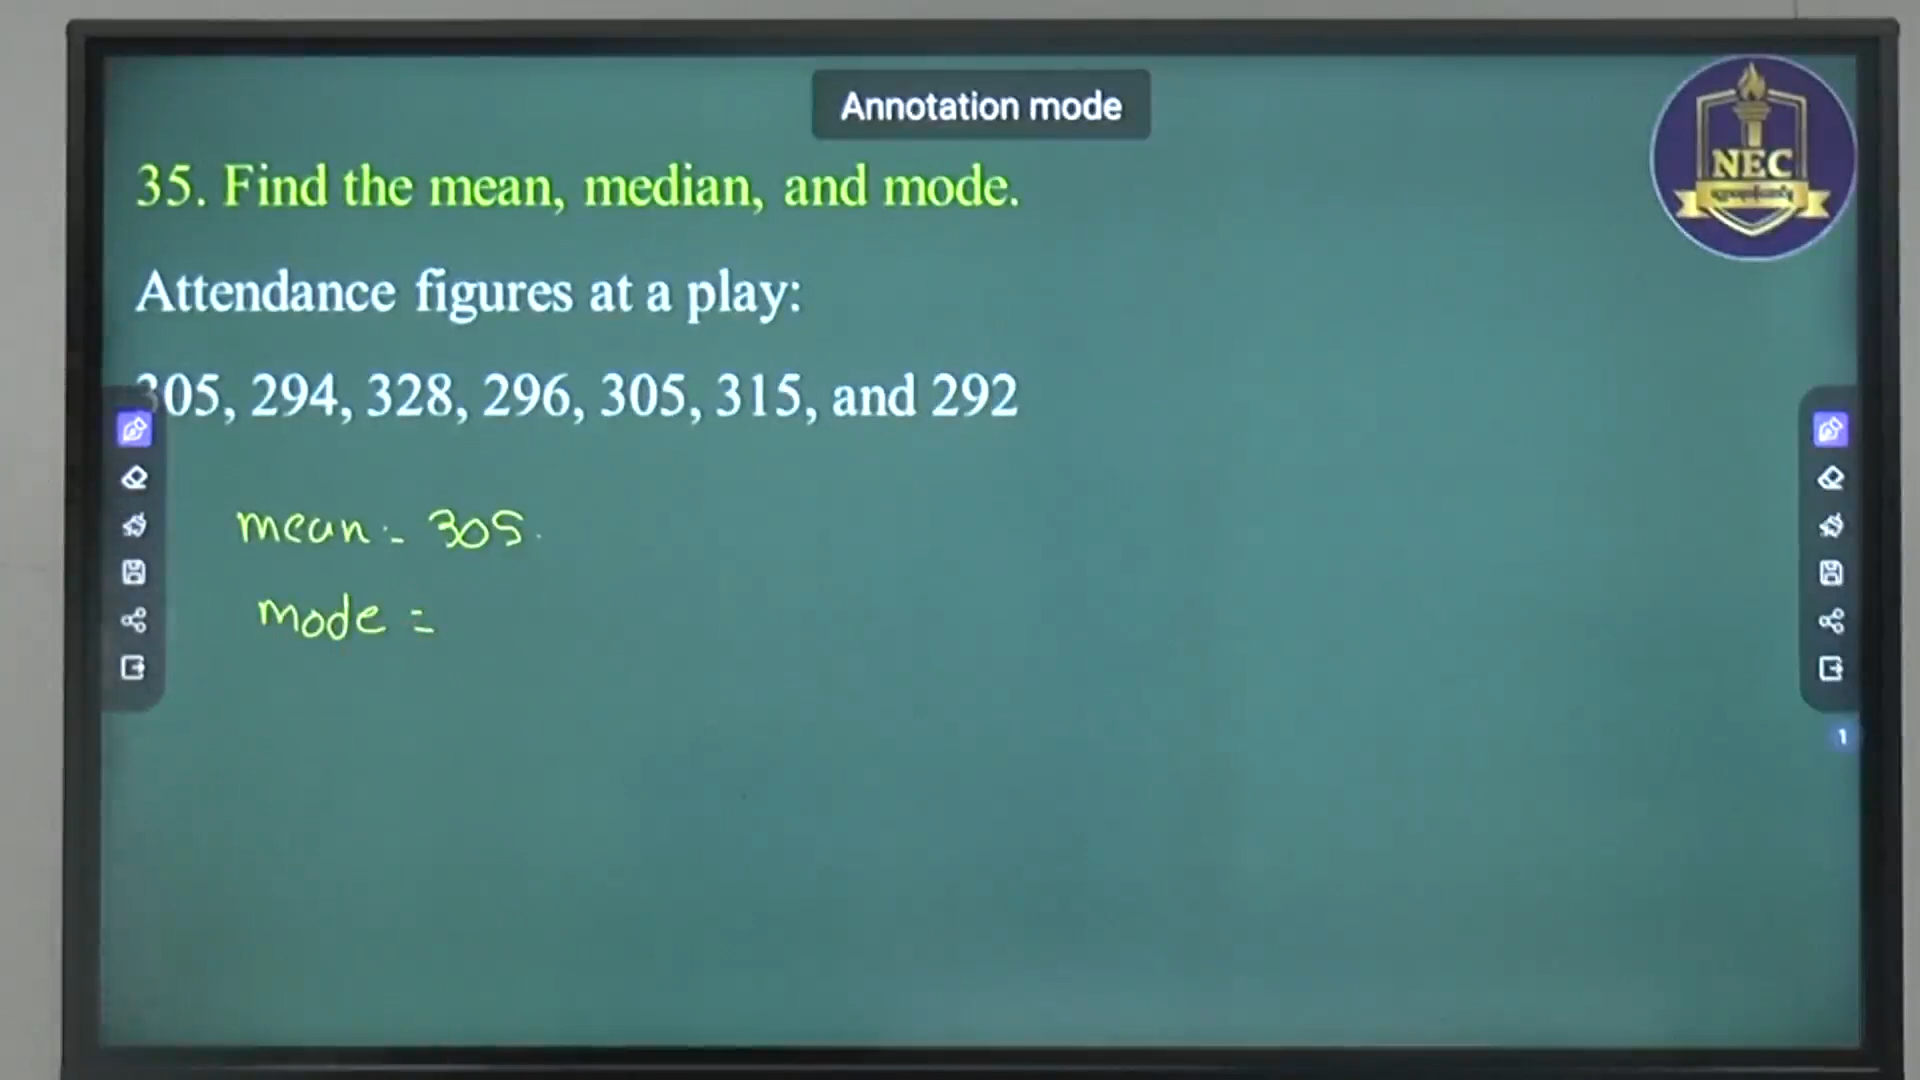 Annotation mode
NEC
35. Find the mean, median, and mode.
Attendance figures at a play:
305, 294, 328, 296, 305, 315, and 292
mean = 305.
mode =
1